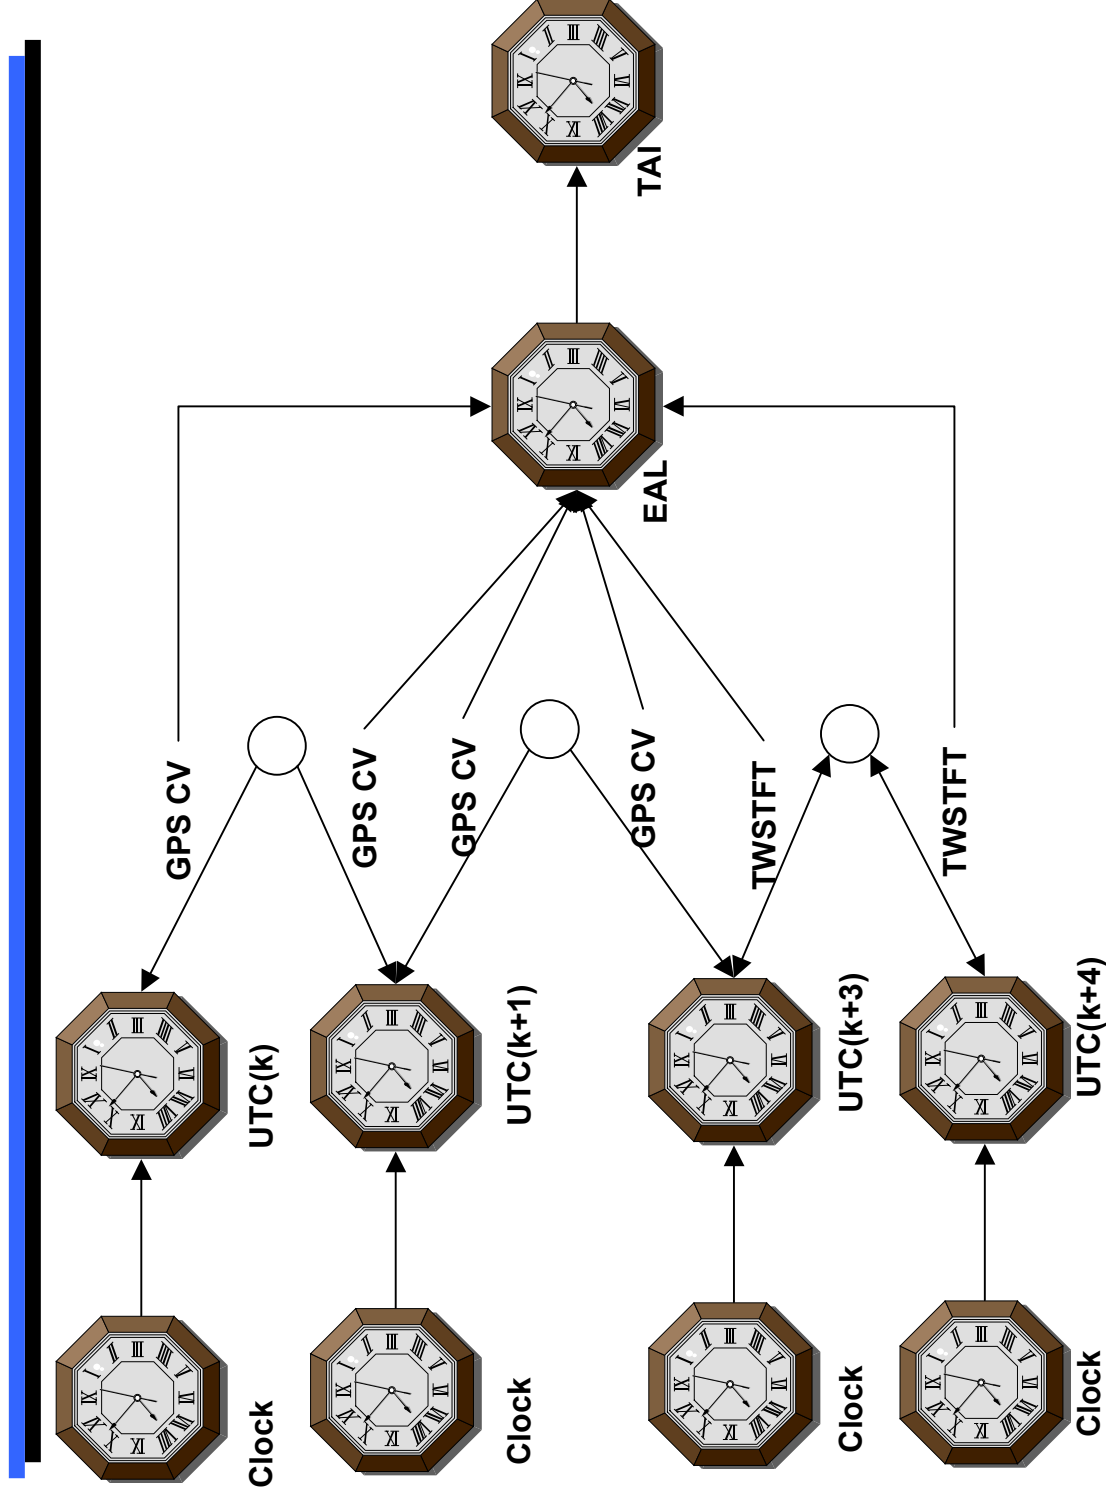 GPS CV
Clock
UTC(k)
GPS CV
GPS CV
Clock
UTC(k+1)
GPS CV
EAL
TAI
TWSTFT
Clock
UTC(k+3)
TWSTFT
Clock
UTC(k+4)